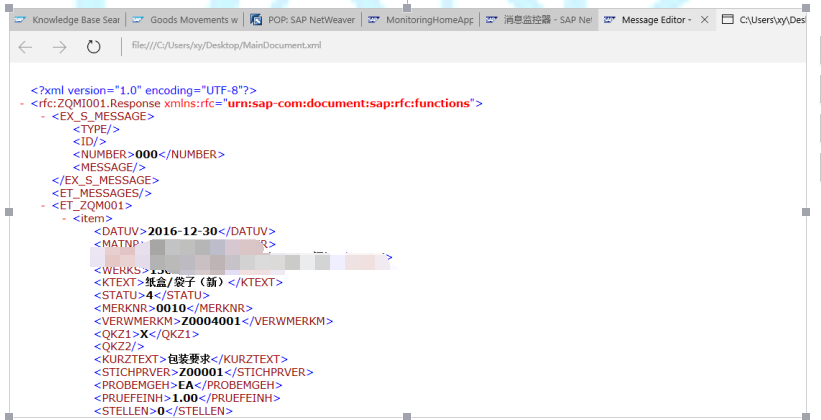 Knowledge Base Sear
Goods Movements w
POP: SAP NetWeaver
MonitoringHomeApp
消息监控器 - SAP Net
Message Editor -
C:\Users\xy\Des
file:///C:/Users/xy/Desktop/MainDocument.xml
<?xml version="1.0" encoding="UTF-8"?>
- <rfc:ZQMI001.Response xmlns:rfc="urn:sap-com:document:sap:rfc:functions">
- <EX_S_MESSAGE>
<TYPE/>
<ID/>
<NUMBER>000</NUMBER>
<MESSAGE/>
</EX_S_MESSAGE>
<ET_MESSAGES/>
- <ET_ZQM001>
- <item>
<DATUV>2016-12-30</DATUV>
<MATNR>
<WERKS>
<KTEXT>纸盒/袋子（新）</KTEXT>
<STATU>4</STATU>
<MERKNR>0010</MERKNR>
<VERWMERKM>Z0004001</VERWMERKM>
<QKZ1>X</QKZ1>
<QKZ2/>
<KURZTEXT>包装要求</KURZTEXT>
<STICHPRVER>Z00001</STICHPRVER>
<PROBEMGEH>EA</PROBEMGEH>
<PRUEFEINH>1.00</PRUEFEINH>
<STELLEN>0</STELLEN>